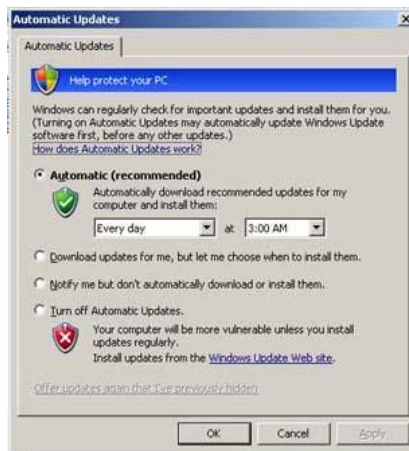 Automatic Updates
Automatic Updates
Help protect your PC
Windows can regularly check for important updates and install them for you.
(Turning on Automatic Updates may automatically update Windows Update
software first, before any other updates.)
How does Automatic Updates work?
Automatic (recommended)
Automatically download recommended updates for my
computer and install them:
Every day at 3:00 AM
Download updates for me, but let me choose when to install them.
Notify me but don't automatically download or install them.
Turn off Automatic Updates.
Your computer will be more vulnerable unless you install
updates regularly.
Install updates from the Windows Update Web site.
Offer updates again that I've previously hidden
OK Cancel Apply